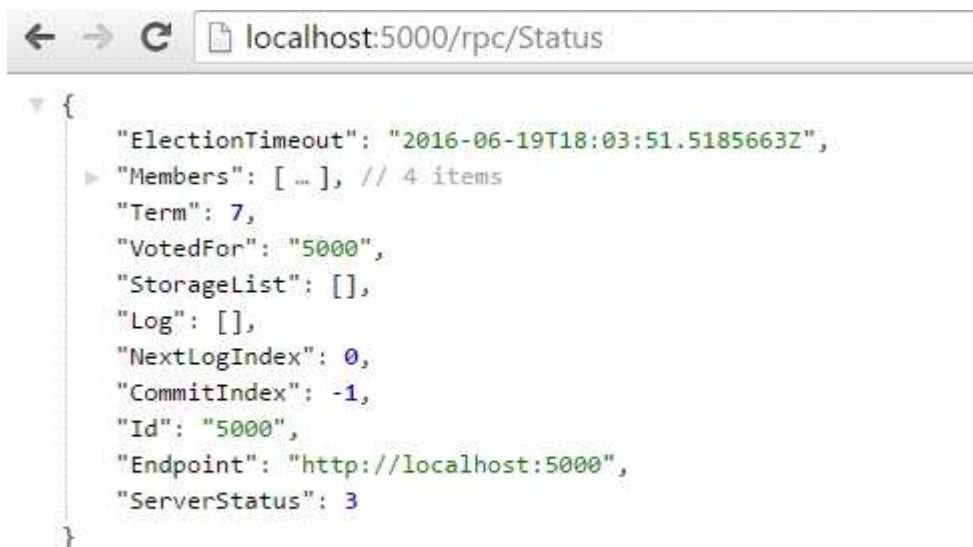 localhost:5000/rpc/Status
{
"ElectionTimeout": "2016-06-19T18:03:51.5185663Z",
"Members": [ … ], // 4 items
"Term": 7,
"VotedFor": "5000",
"StorageList": [],
"Log": [],
"NextLogIndex": 0,
"CommitIndex": -1,
"Id": "5000",
"Endpoint": "http://localhost:5000",
"ServerStatus": 3
}